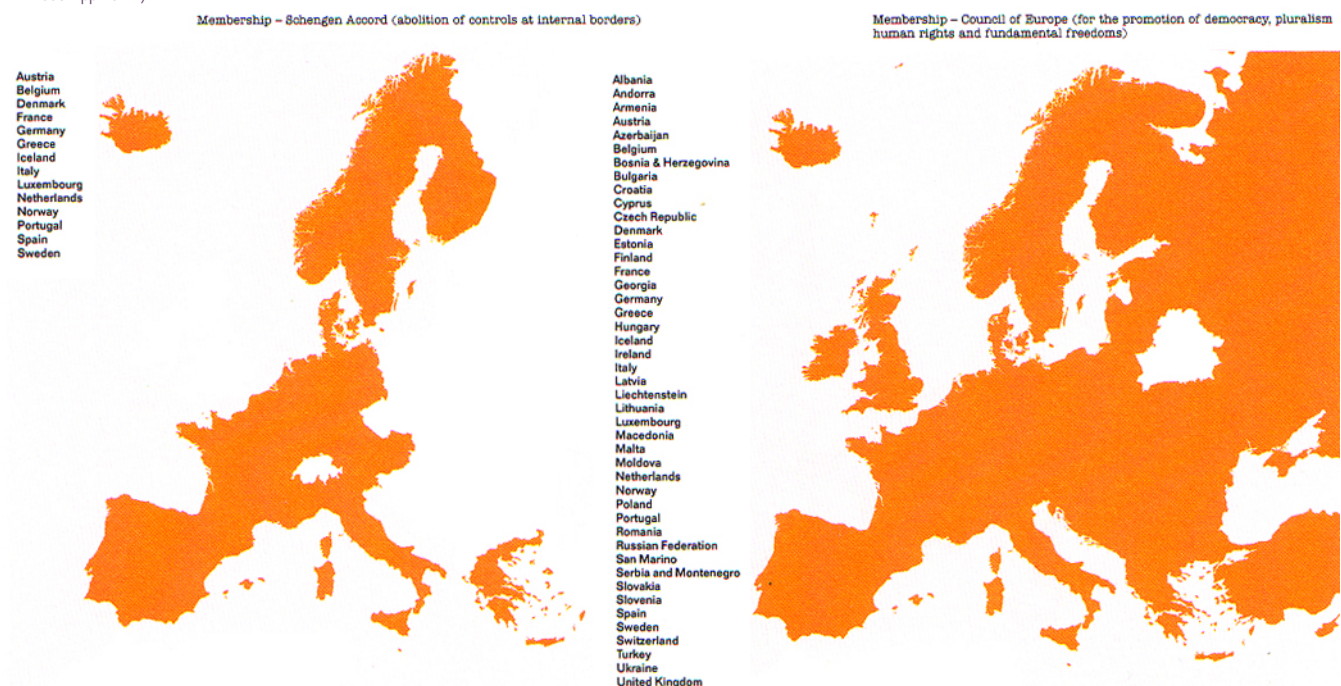 Membership – Schengen Accord (abolition of controls at internal borders)
Austria
Belgium
Denmark
France
Germany
Greece
Iceland
Italy
Luxembourg
Netherlands
Norway
Portugal
Spain
Sweden
Membership – Council of Europe (for the promotion of democracy, pluralism
human rights and fundamental freedoms)
Albania
Andorra
Armenia
Austria
Azerbaijan
Belgium
Bosnia & Herzegovina
Bulgaria
Croatia
Cyprus
Czech Republic
Denmark
Estonia
Finland
France
Georgia
Germany
Greece
Hungary
Iceland
Ireland
Italy
Latvia
Liechtenstein
Lithuania
Luxembourg
Macedonia
Malta
Moldova
Netherlands
Norway
Poland
Portugal
Romania
Russian Federation
San Marino
Serbia and Montenegro
Slovakia
Slovenia
Spain
Sweden
Switzerland
Turkey
Ukraine
United Kingdom